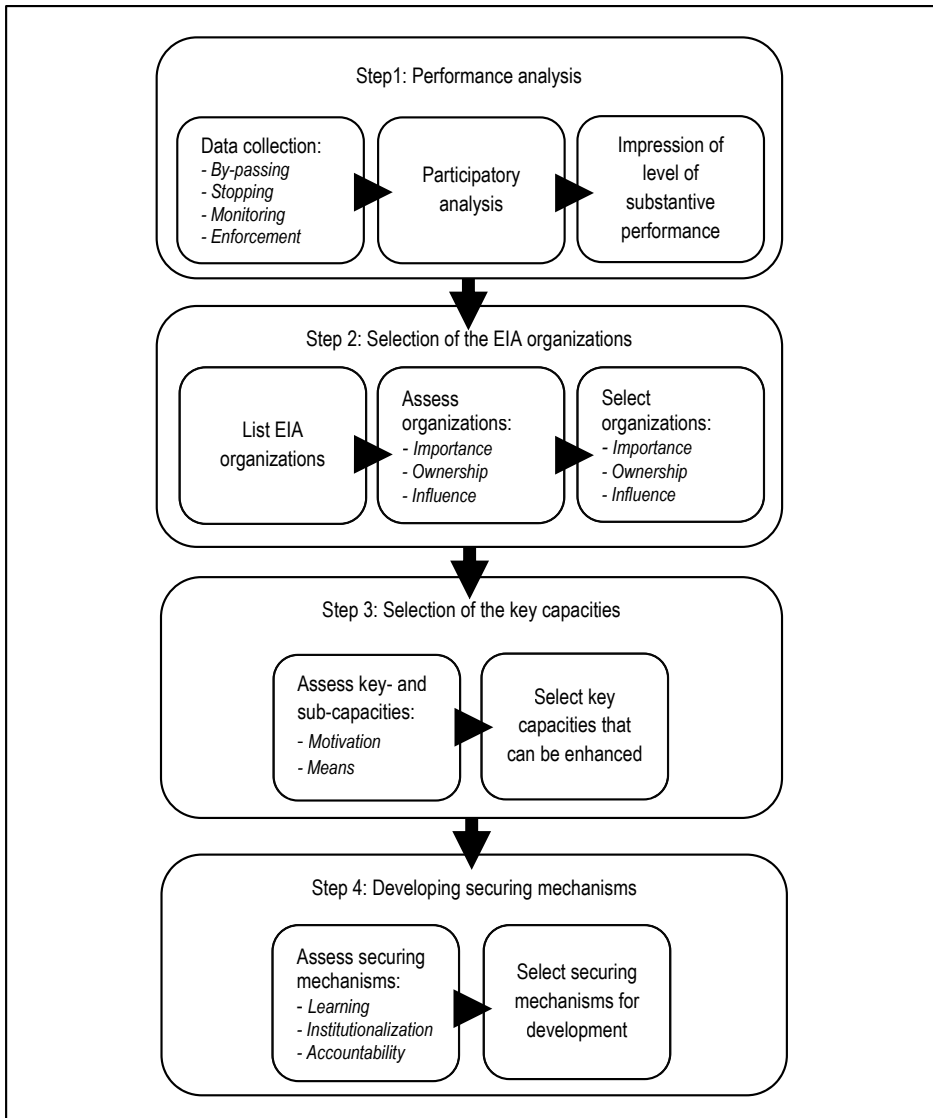 Step1: Performance analysis
Data collection:
- By-passing
- Stopping
- Monitoring
- Enforcement
Participatory
analysis
Impression of
level of
substantive
performance
Step 2: Selection of the EIA organizations
List EIA
organizations
Assess
organizations:
- Importance
- Ownership
- Influence
Select
organizations:
- Importance
- Ownership
- Influence
Step 3: Selection of the key capacities
Assess key- and
sub-capacities:
- Motivation
- Means
Select key
capacities that
can be enhanced
Step 4: Developing securing mechanisms
Assess securing
mechanisms:
- Learning
- Institutionalization
- Accountability
Select securing
mechanisms for
development